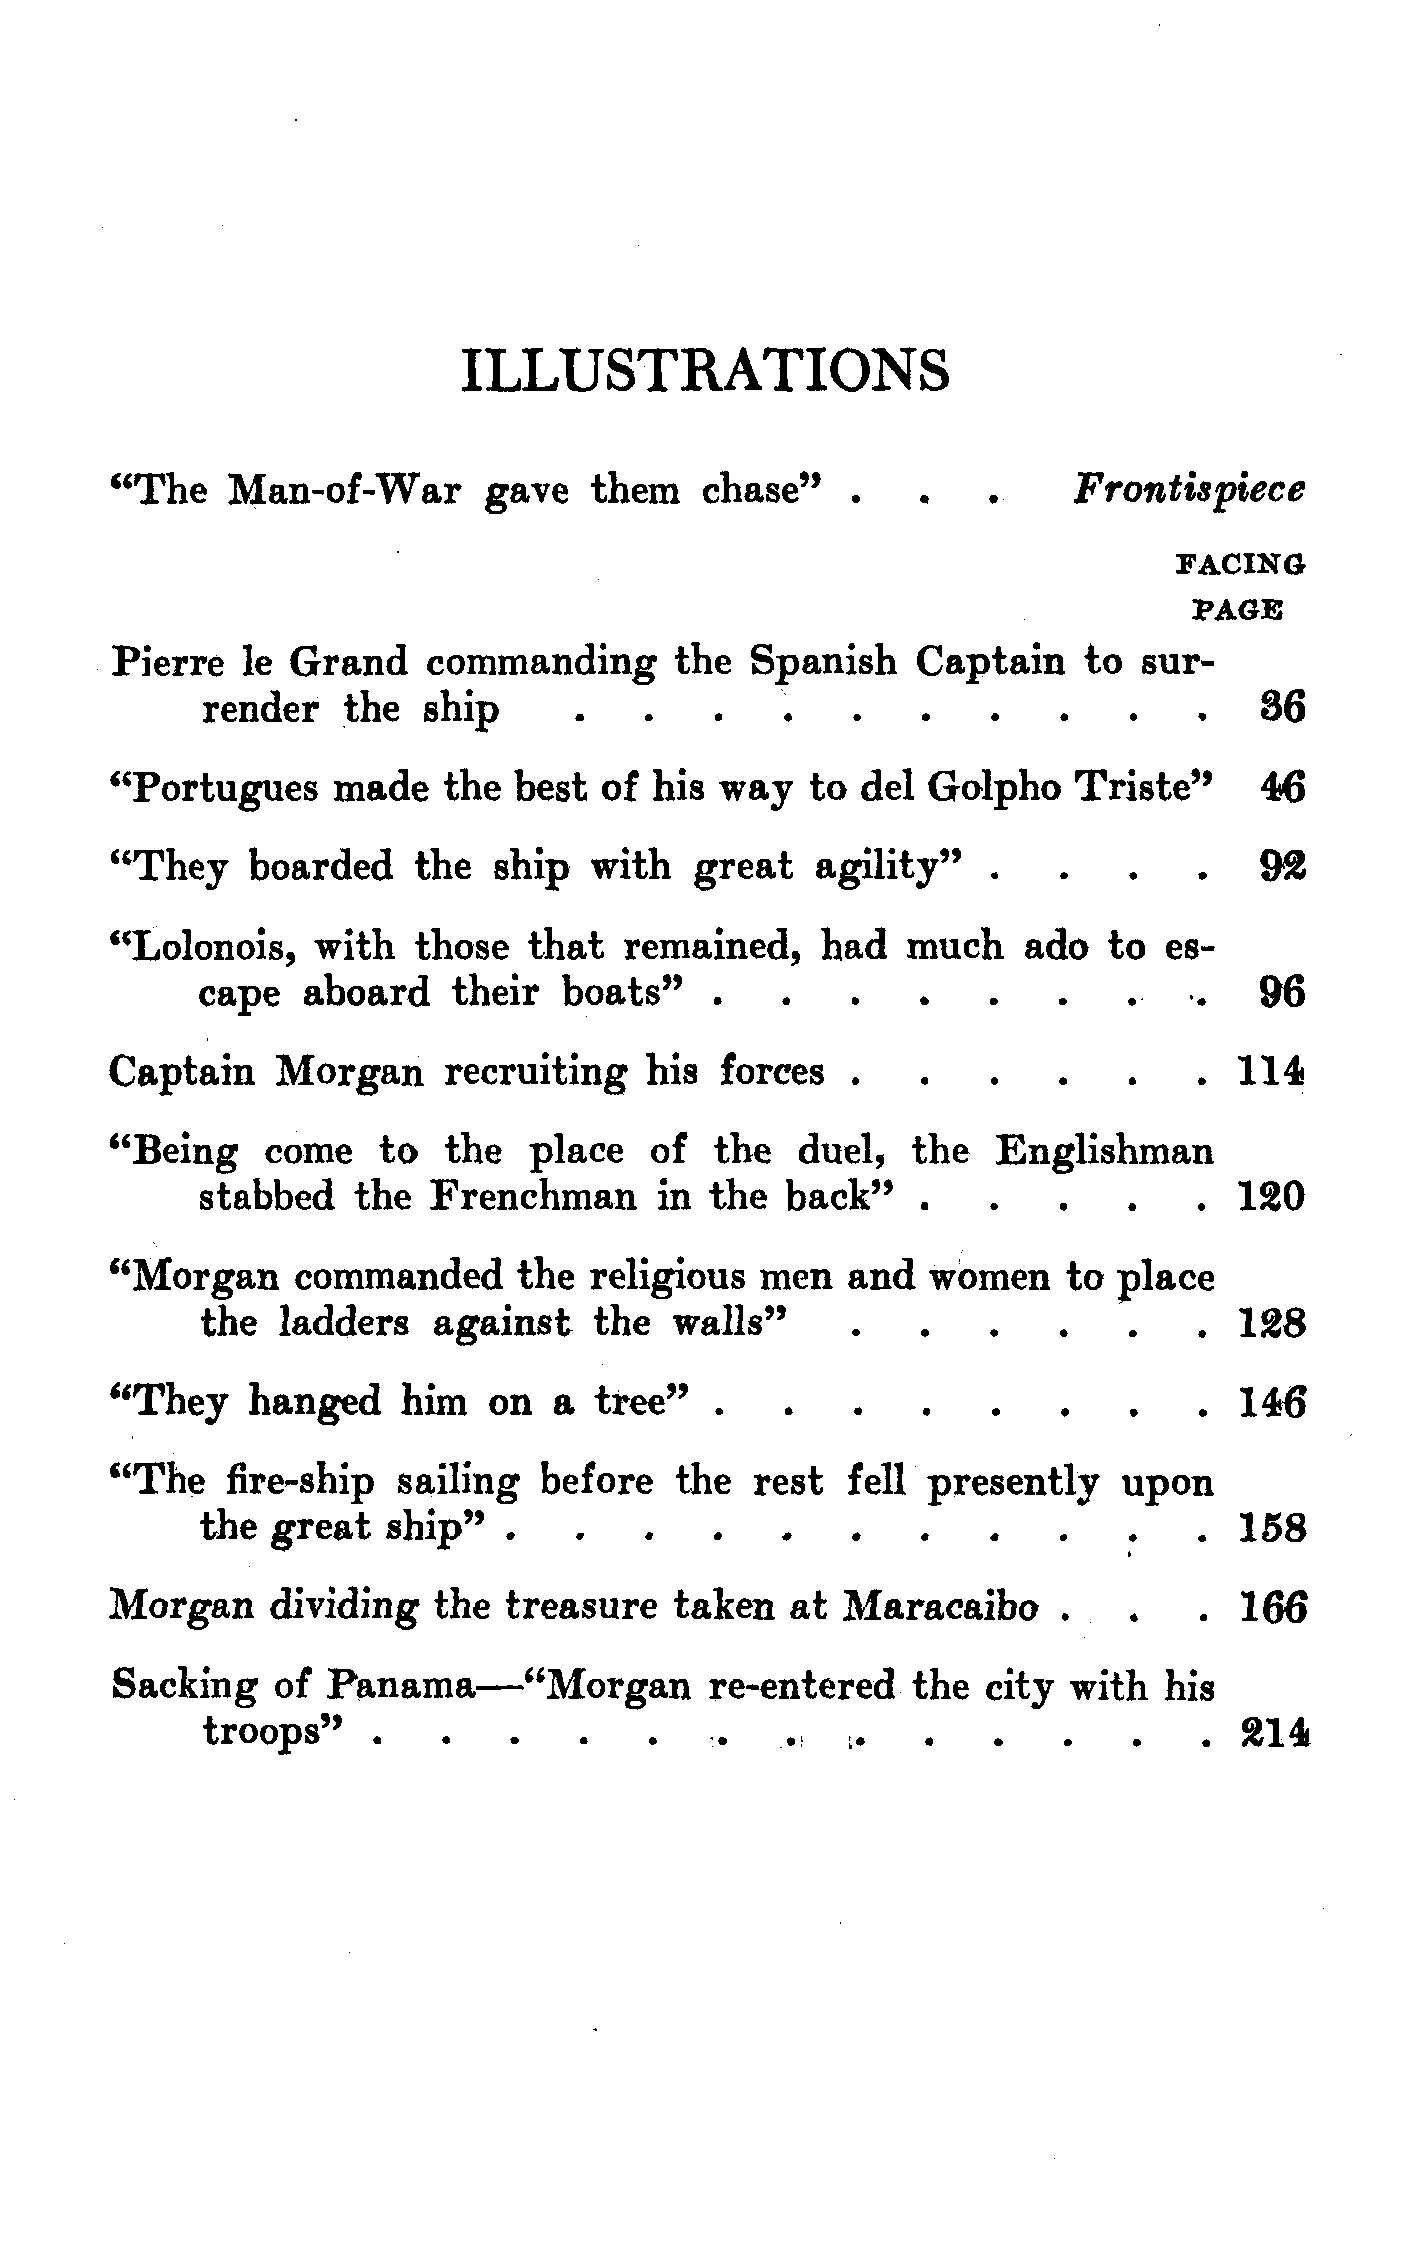 ILLUSTRATIONS
“The Man-of-War gave them chase” . . . Frontispiece
FACING
PAGE
Pierre le Grand commanding the Spanish Captain to sur-
render the ship . . . . . . . . . . 36
“Portugues made the best of his way to del Golpho Triste” 46
“They boarded the ship with great agility” . . . . 92
“Lolonois, with those that remained, had much ado to es-
cape aboard their boats” . . . . . . . . 96
Captain Morgan recruiting his forces . . . . . . 114
“Being come to the place of the duel, the Englishman
stabbed the Frenchman in the back” . . . . . 120
“Morgan commanded the religious men and women to place
the ladders against the walls” . . . . . . 128
“They hanged him on a tree” . . . . . . . . 146
“The fire-ship sailing before the rest fell presently upon
the great ship” . . . . . . . . . . . 158
Morgan dividing the treasure taken at Maracaibo . . . 166
Sacking of Panama—“Morgan re-entered the city with his
troops” . . . . . . . . . . . . . 214